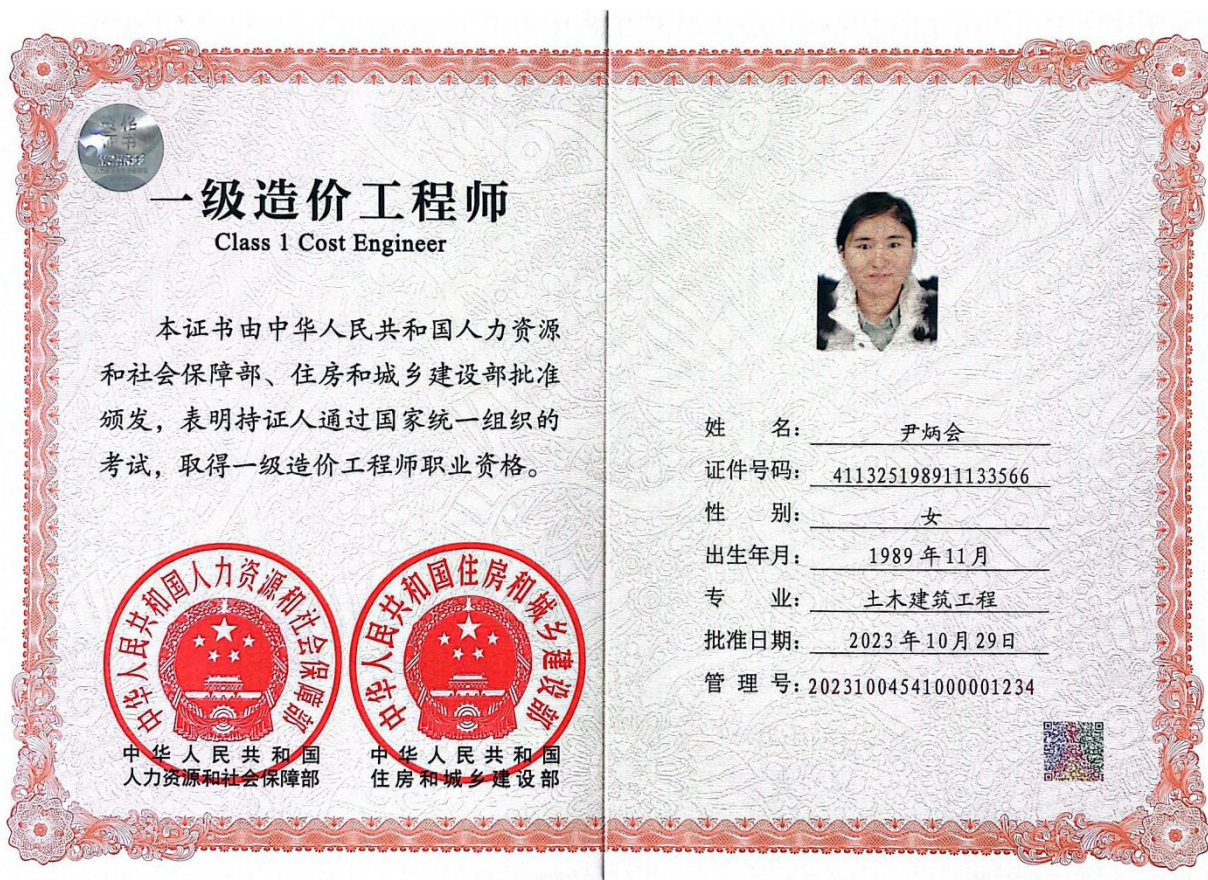 一级造价工程师
Class 1 Cost Engineer
本证书由中华人民共和国人力资源
和社会保障部、住房和城乡建设部批准
颁发，表明持证人通过国家统一组织的
考试，取得一级造价工程师职业资格。
中华人民共和国人力资源和社会保障部
中华人民共和国
人力资源和社会保障部
中华人民共和国住房和城乡建设部
中华人民共和国
住房和城乡建设部
姓 名： 尹炳会
证件号码： 411325198911133566
性 别： 女
出生年月： 1989年11月
专 业： 土木建筑工程
批准日期： 2023年10月29日
管 理 号：20231004541000001234